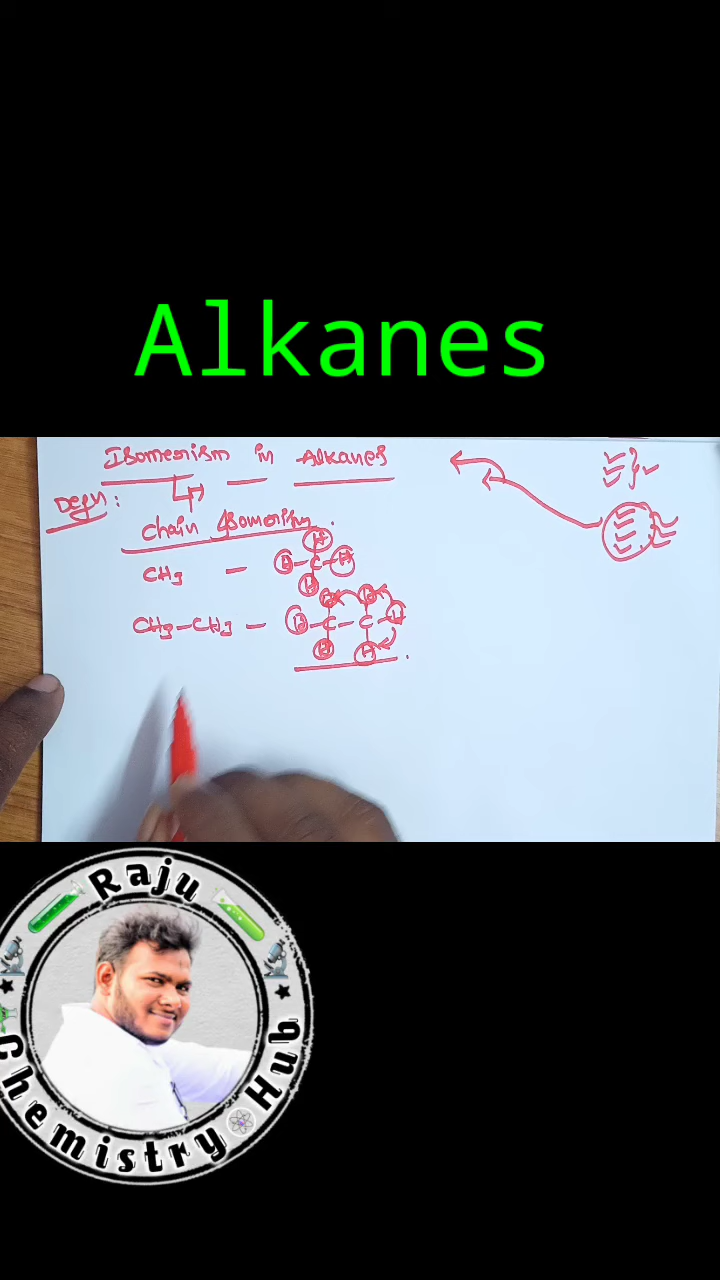 Alkanes
Isomerism in Alkanes
Defn :
Chain Isomerism.
CH3 –
H
H–C–H
H
CH3–CH3 –
H H
H–C–C–H
H H
Raju
Chemistry Hub